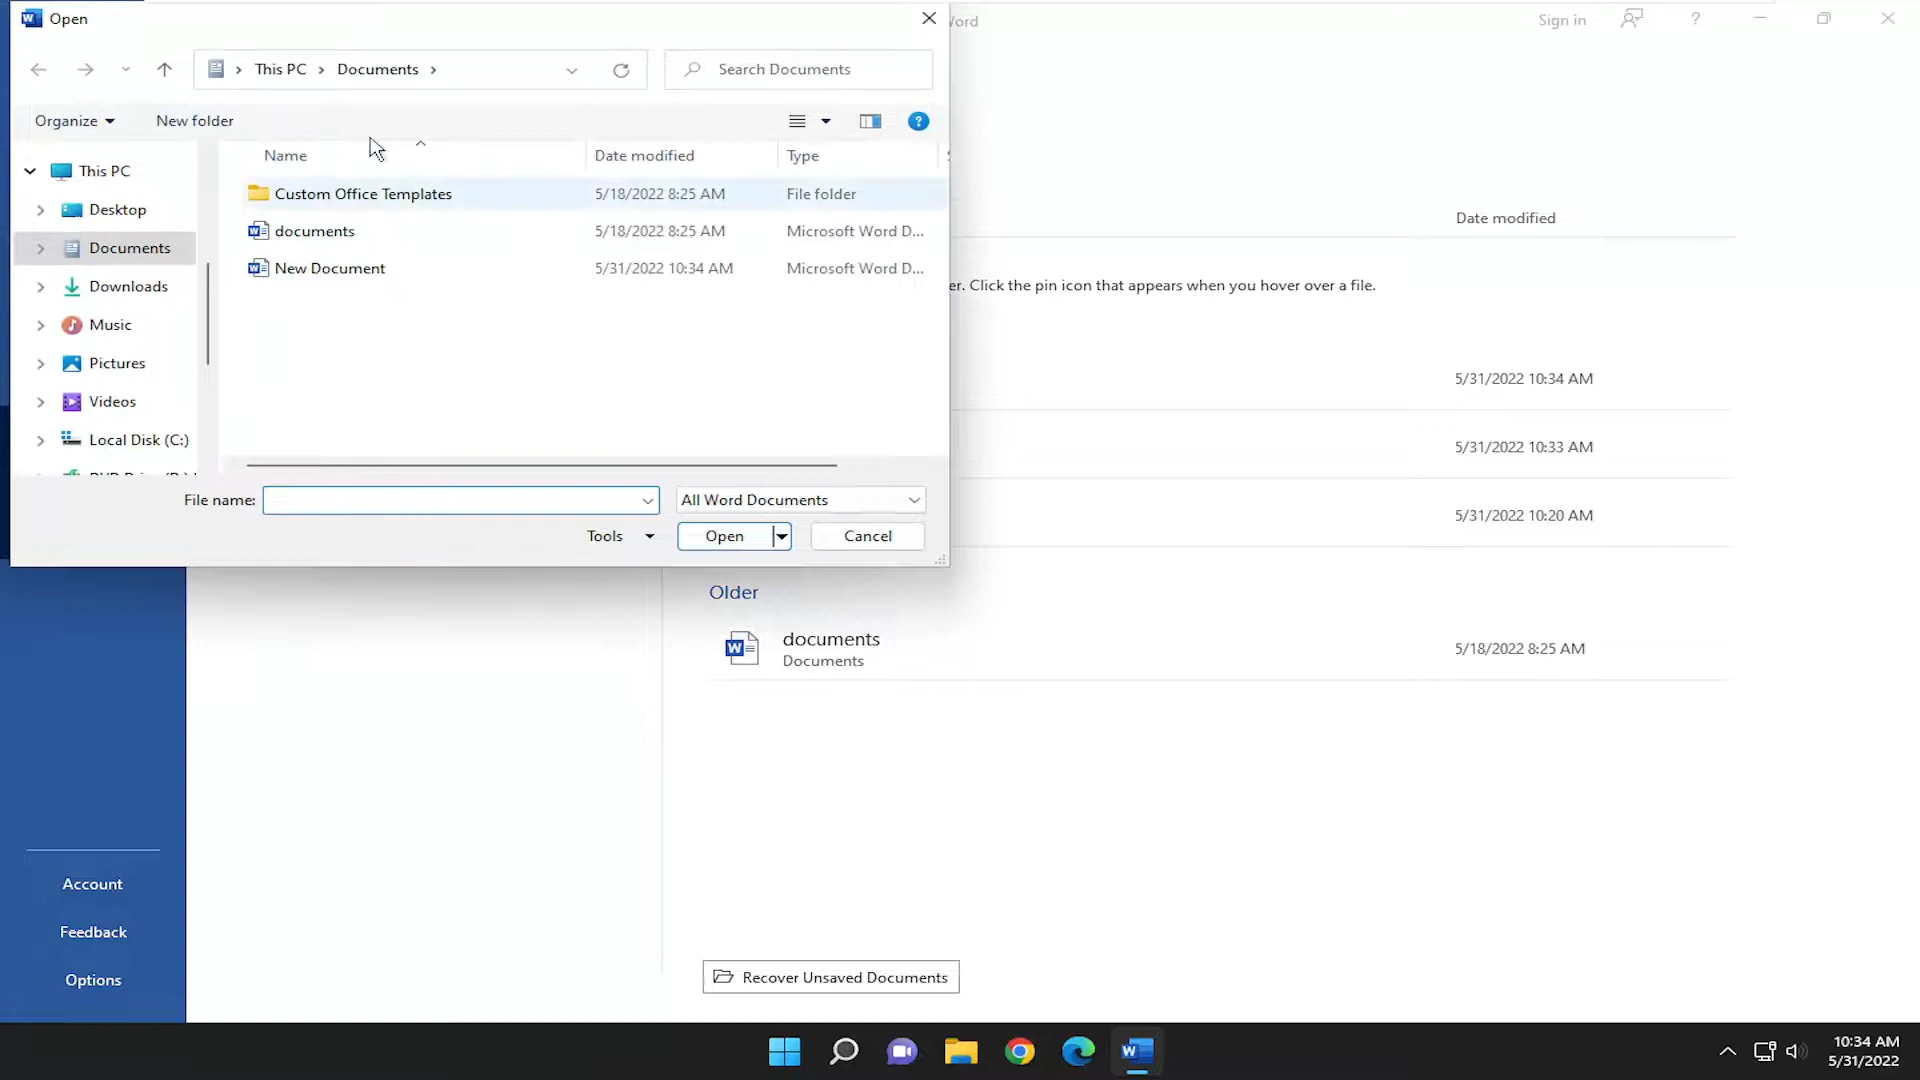 Open
ord
Sign in
?
This PC
Documents
Search Documents
Organize
New folder
?
Name
Date modified
Type
This PC
Custom Office Templates
5/18/2022 8:25 AM
File folder
Desktop
documents
5/18/2022 8:25 AM
Microsoft Word D...
Documents
New Document
5/31/2022 10:34 AM
Microsoft Word D...
Downloads
Music
Pictures
Videos
Local Disk (C:)
File name:
All Word Documents
Tools
Open
Cancel
Date modified
er. Click the pin icon that appears when you hover over a file.
5/31/2022 10:34 AM
5/31/2022 10:33 AM
5/31/2022 10:20 AM
Older
documents
Documents
5/18/2022 8:25 AM
Account
Feedback
Options
Recover Unsaved Documents
10:34 AM
5/31/2022